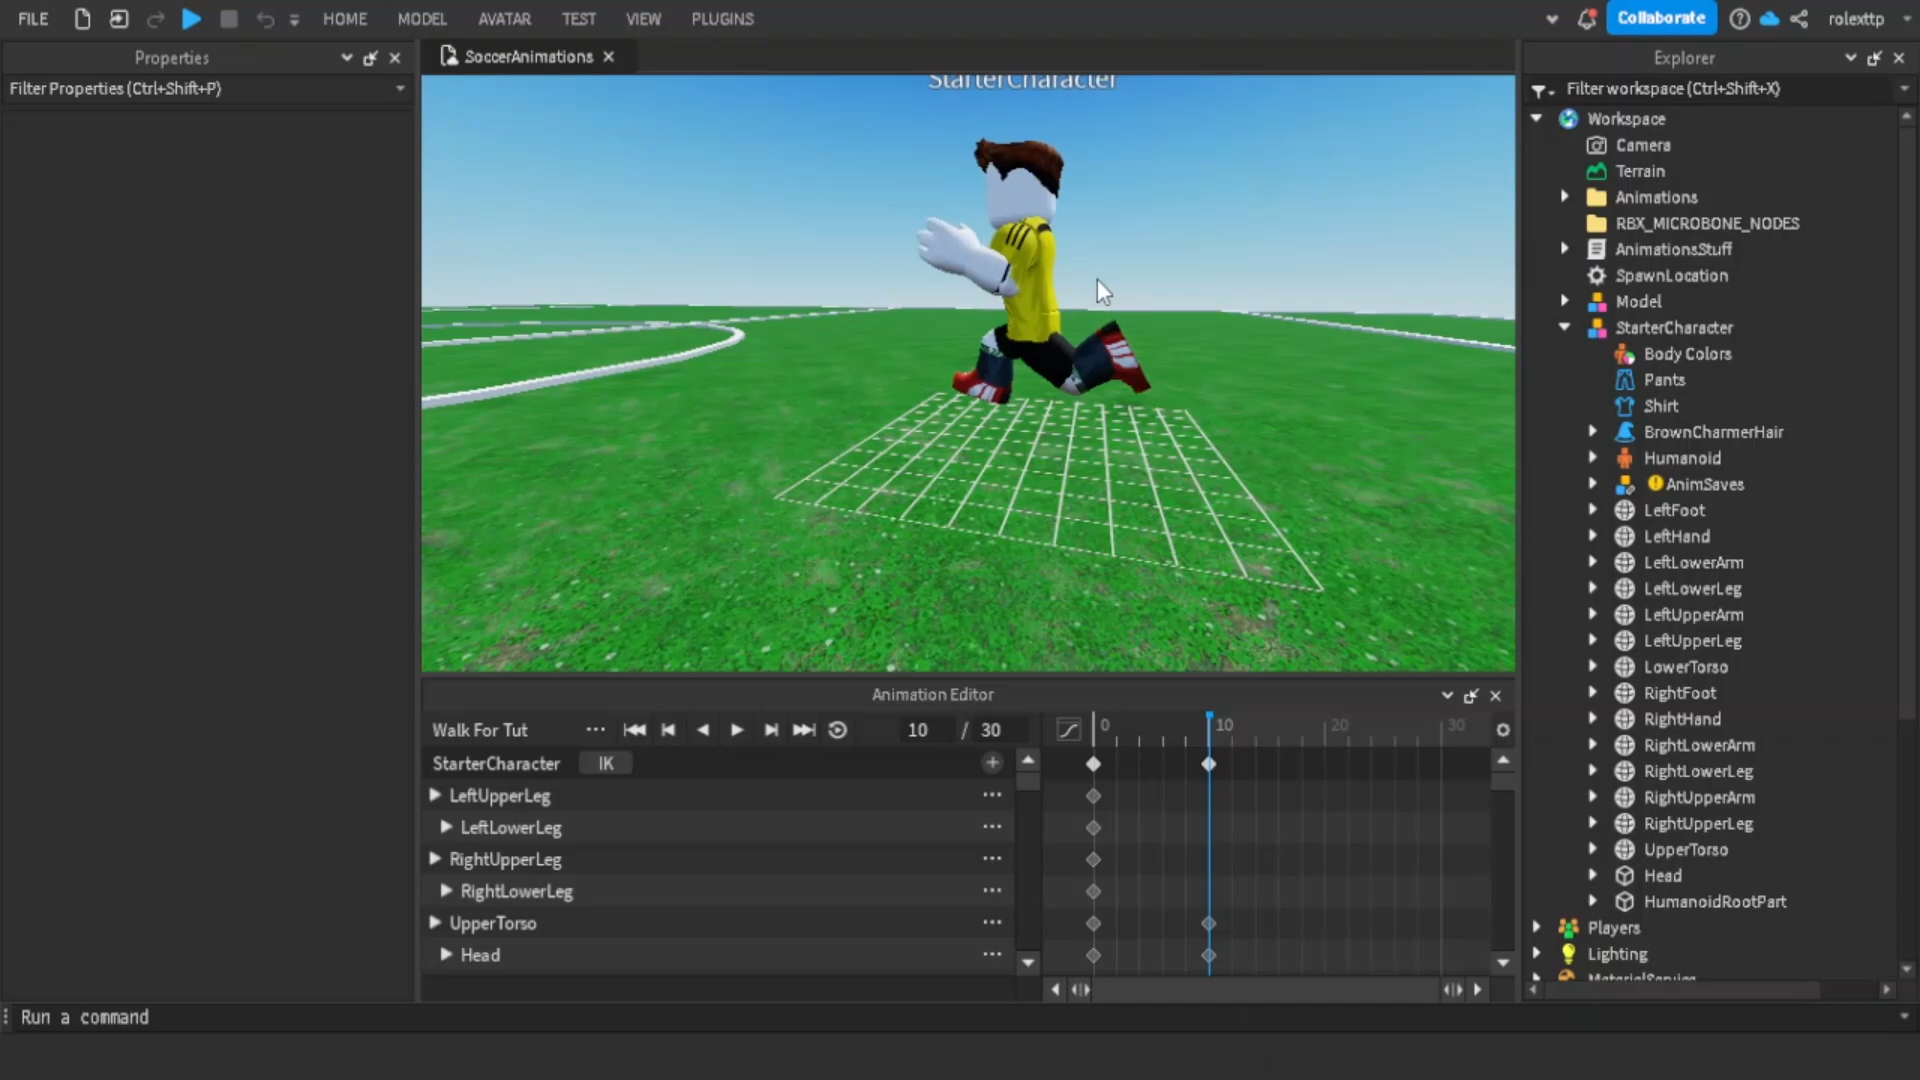 FILE HOME MODEL AVATAR TEST VIEW PLUGINS Collaborate rolexttp
Properties
Filter Properties (Ctrl+Shift+P)
SoccerAnimations
StarterCharacter
Explorer
Filter workspace (Ctrl+Shift+X)
Workspace
Camera
Terrain
Animations
RBX_MICROBONE_NODES
AnimationsStuff
SpawnLocation
Model
StarterCharacter
Body Colors
Pants
Shirt
BrownCharmerHair
Humanoid
AnimSaves
LeftFoot
LeftHand
LeftLowerArm
LeftLowerLeg
LeftUpperArm
LeftUpperLeg
LowerTorso
RightFoot
RightHand
RightLowerArm
RightLowerLeg
RightUpperArm
RightUpperLeg
UpperTorso
Head
HumanoidRootPart
Players
Lighting
MaterialService
Animation Editor
Walk For Tut 10 / 30 0 10 20 30
StarterCharacter IK
LeftUpperLeg
LeftLowerLeg
RightUpperLeg
RightLowerLeg
UpperTorso
Head
Run a command